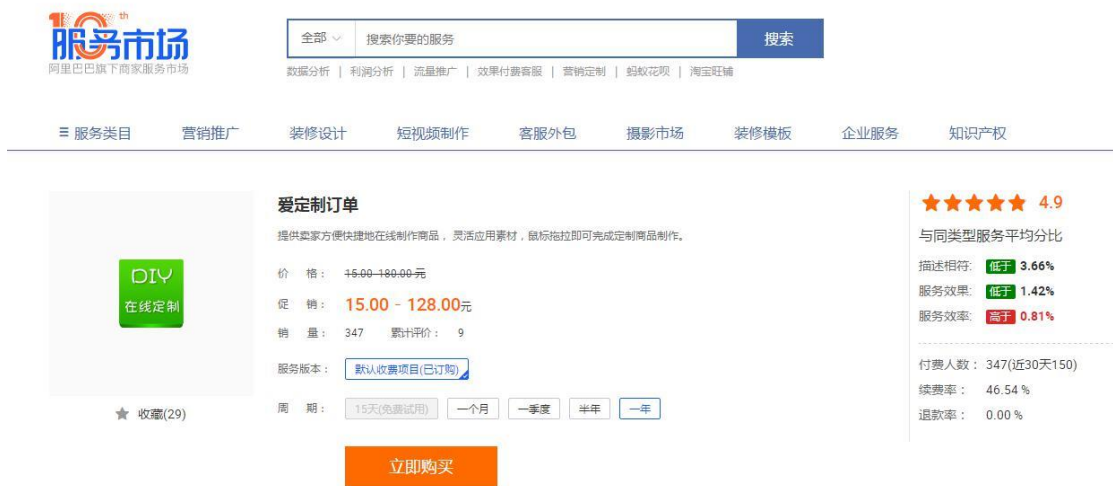 10th
服务市场
阿里巴巴旗下商家服务市场
全部 搜索你要的服务 搜索
数据分析 | 利润分析 | 流量推广 | 效果付费客服 | 营销定制 | 蚂蚁花呗 | 淘宝旺铺
服务类目 营销推广 装修设计 短视频制作 客服外包 摄影市场 装修模板 企业服务 知识产权
DIY
在线定制
收藏(29)
爱定制订单
提供卖家方便快捷地在线制作商品，灵活应用素材，鼠标拖拉即可完成定制商品制作。
价 格： 15.00-180.00元
促 销： 15.00 - 128.00元
销 量： 347 累计评价： 9
服务版本： 默认收费项目(已订购)
周 期： 15天(免费试用) 一个月 一季度 半年 一年
立即购买
4.9
与同类型服务平均分比
描述相符: 低于 3.66%
服务效果: 低于 1.42%
服务效率: 高于 0.81%
付费人数： 347(近30天150)
续费率： 46.54 %
退款率： 0.00 %